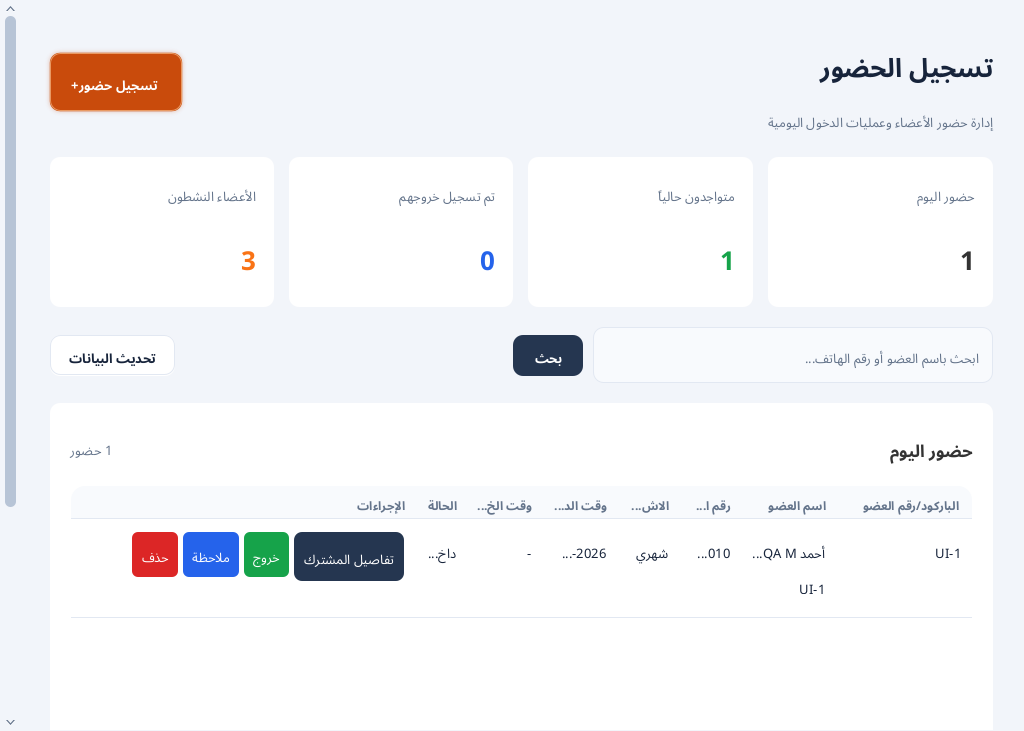 تسجيل الحضور
إدارة حضور الأعضاء وعمليات الدخول اليومية
تسجيل حضور+
حضور اليوم
1
متواجدون حالياً
1
تم تسجيل خروجهم
0
الأعضاء النشطون
3
ابحث باسم العضو أو رقم الهاتف...
بحث
تحديث البيانات
حضور اليوم
1 حضور
الباركود/رقم العضو اسم العضو رقم ا... الاش... وقت الد... وقت الخ... الحالة الإجراءات
UI-1 أحمد QA M... 010... شهري 2026-... - داخ... تفاصيل المشترك خروج ملاحظة حذف
UI-1